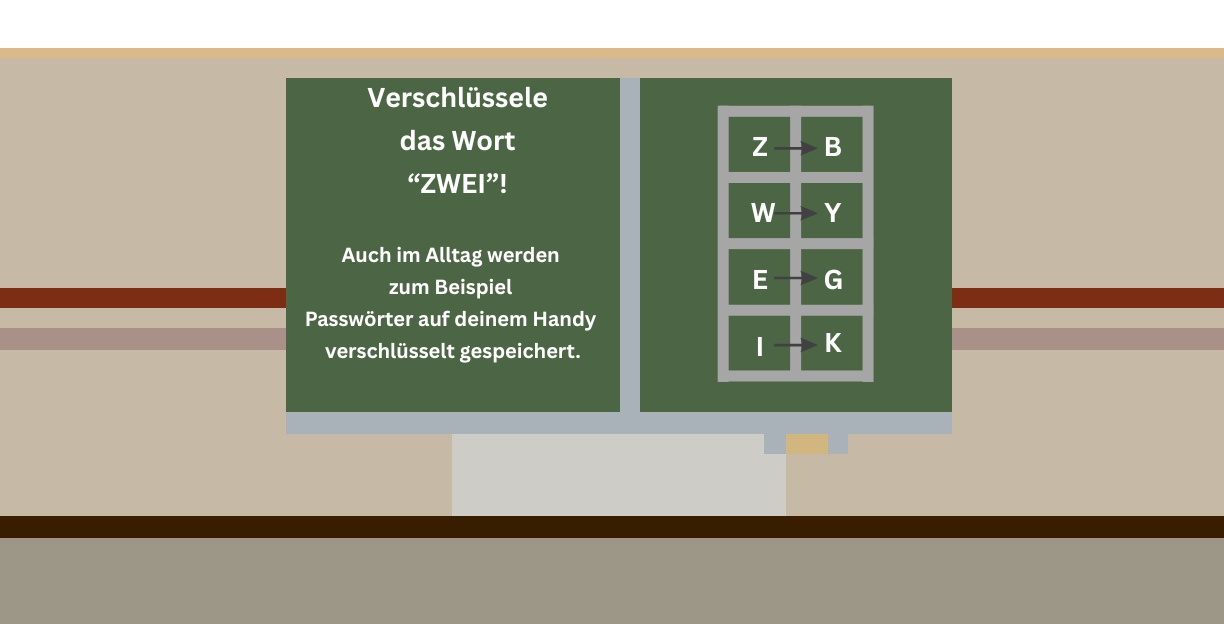 Verschlüssele
das Wort
“ZWEI”!
Auch im Alltag werden
zum Beispiel
Passwörter auf deinem Handy
verschlüsselt gespeichert.
Z B
W Y
E G
I K